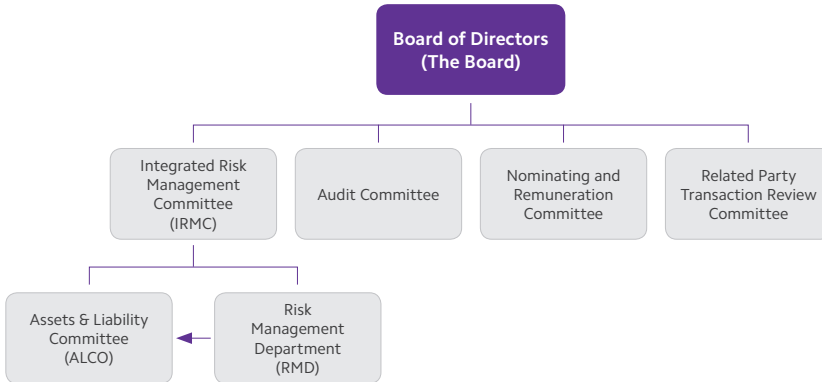 Board of Directors
(The Board)
Integrated Risk
Management
Committee
(IRMC)
Audit Committee
Nominating and
Remuneration
Committee
Related Party
Transaction Review
Committee
Assets & Liability
Committee
(ALCO)
Risk
Management
Department
(RMD)